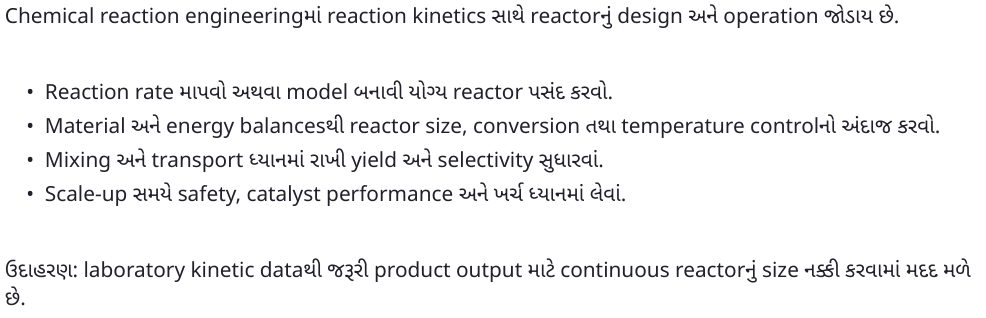 Chemical reaction engineeringમાં reaction kinetics સાથે reactorનું design અને operation જોડાય છે.
• Reaction rate માપવો અથવા model બનાવી યોગ્ય reactor પસંદ કરવો.
• Material અને energy balancesથી reactor size, conversion તથા temperature controlનો અંદાજ કરવો.
• Mixing અને transport ધ્યાનમાં રાખી yield અને selectivity સુધારવાં.
• Scale-up સમયે safety, catalyst performance અને ખર્ચ ધ્યાનમાં લેવાં.
ઉદાહરણ: laboratory kinetic dataથી જરૂરી product output માટે continuous reactorનું size નક્કી કરવામાં મદદ મળે
છે.